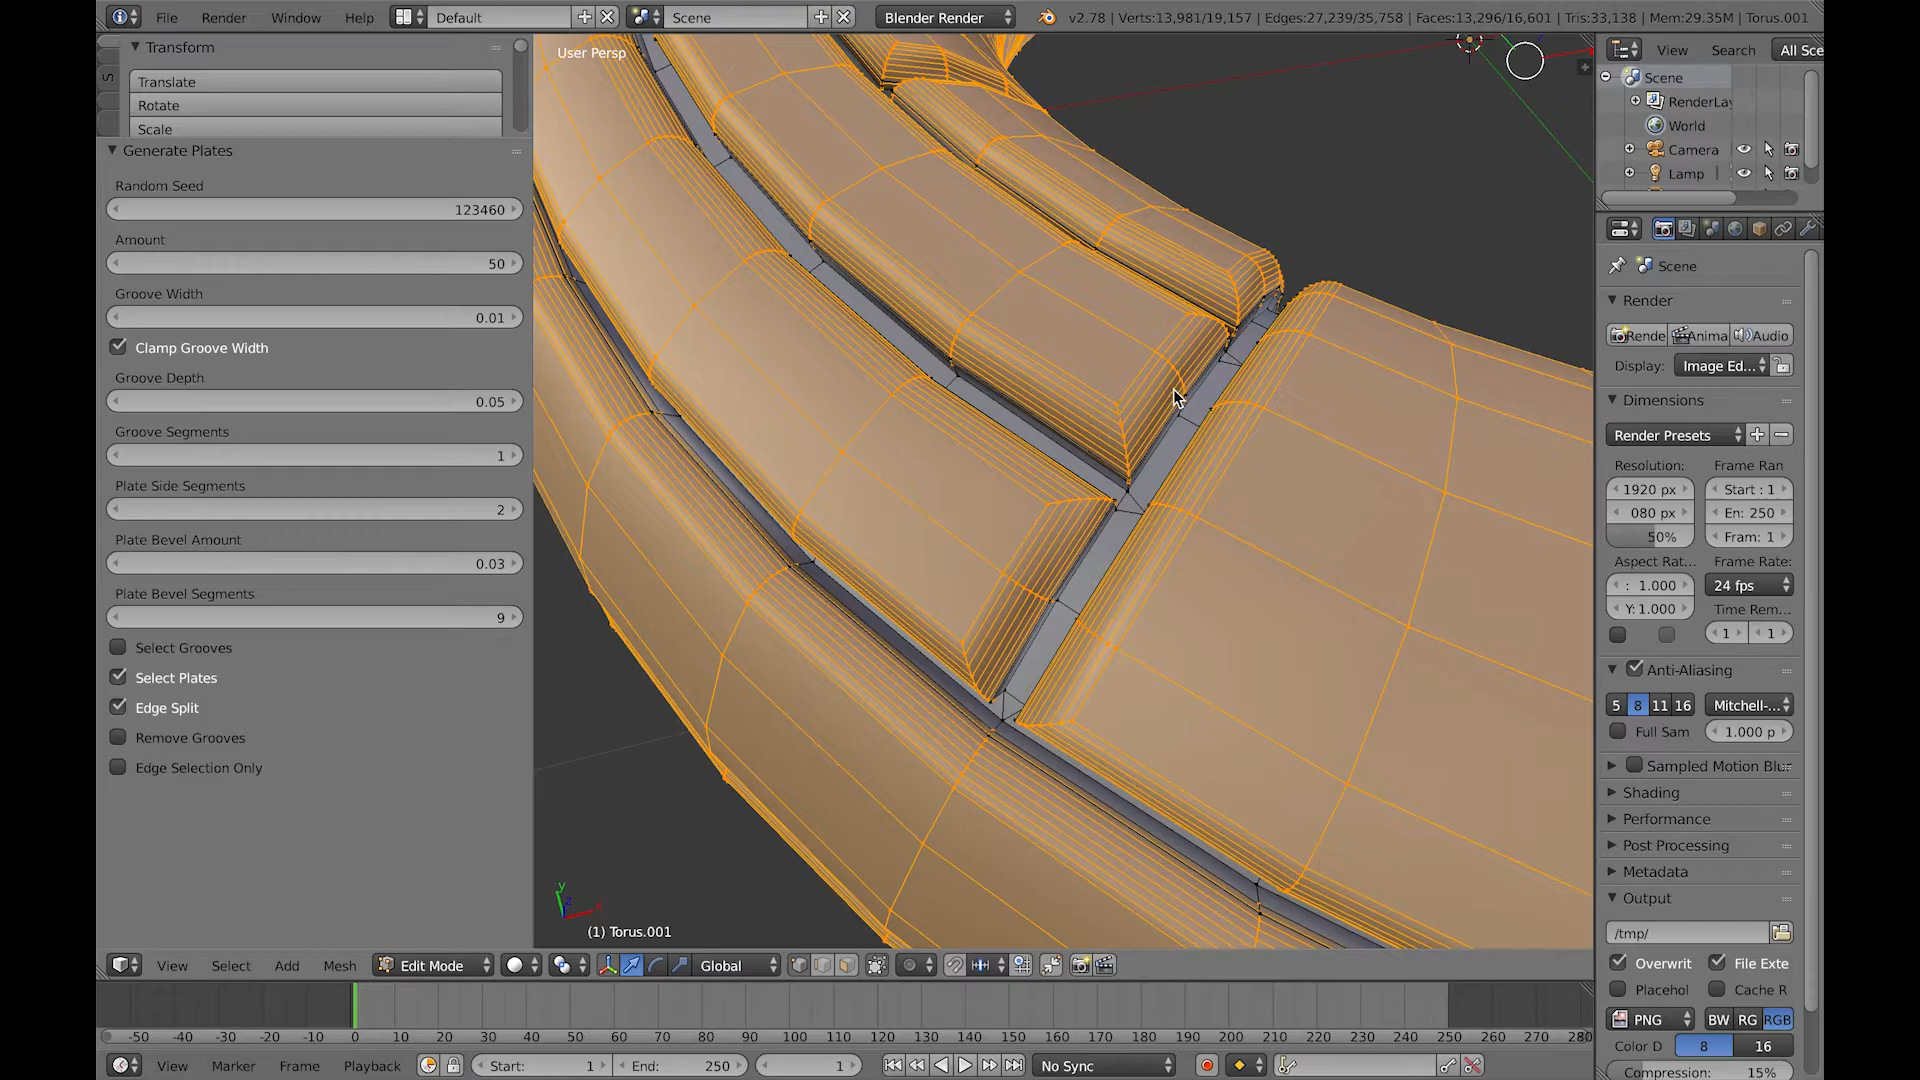 File Render Window Help Default Scene Blender Render v2.78 | Verts:13,981/19,157 | Edges:27,239/35,758 | Faces:13,296/16,601 | Tris:33,138 | Mem:29.35M | Torus.001
Transform
S
Translate
Rotate
Scale
Generate Plates
Random Seed
123460
Amount
50
Groove Width
0.01
Clamp Groove Width
Groove Depth
0.05
Groove Segments
1
Plate Side Segments
2
Plate Bevel Amount
0.03
Plate Bevel Segments
9
Select Grooves
Select Plates
Edge Split
Remove Grooves
Edge Selection Only
User Persp
y
z
x
(1) Torus.001
View Select Add Mesh Edit Mode Global
-50 -40 -30 -20 -10 0 10 20 30 40 50 60 70 80 90 100 110 120 130 140 150 160 170 180 190 200 210 220 230 240 250 260 270 280
View Marker Frame Playback Start: 1 End: 250 1 No Sync
View Search All Sce
Scene
RenderLay
World
Camera
Lamp
Scene
Render
Rende Anima Audio
Display: Image Ed...
Dimensions
Render Presets
Resolution: Frame Ran
1920 px Start : 1
080 px En: 250
50% Fram: 1
Aspect Rat... Frame Rate:
: 1.000 24 fps
Y: 1.000 Time Rem...
1 1
Anti-Aliasing
5 8 11 16 Mitchell-...
Full Sam 1.000 p
Sampled Motion Blu
Shading
Performance
Post Processing
Metadata
Output
/tmp/
Overwrit File Exte
Placehol Cache R
PNG BW RG RGB
Color D 8 16
Compression: 15%